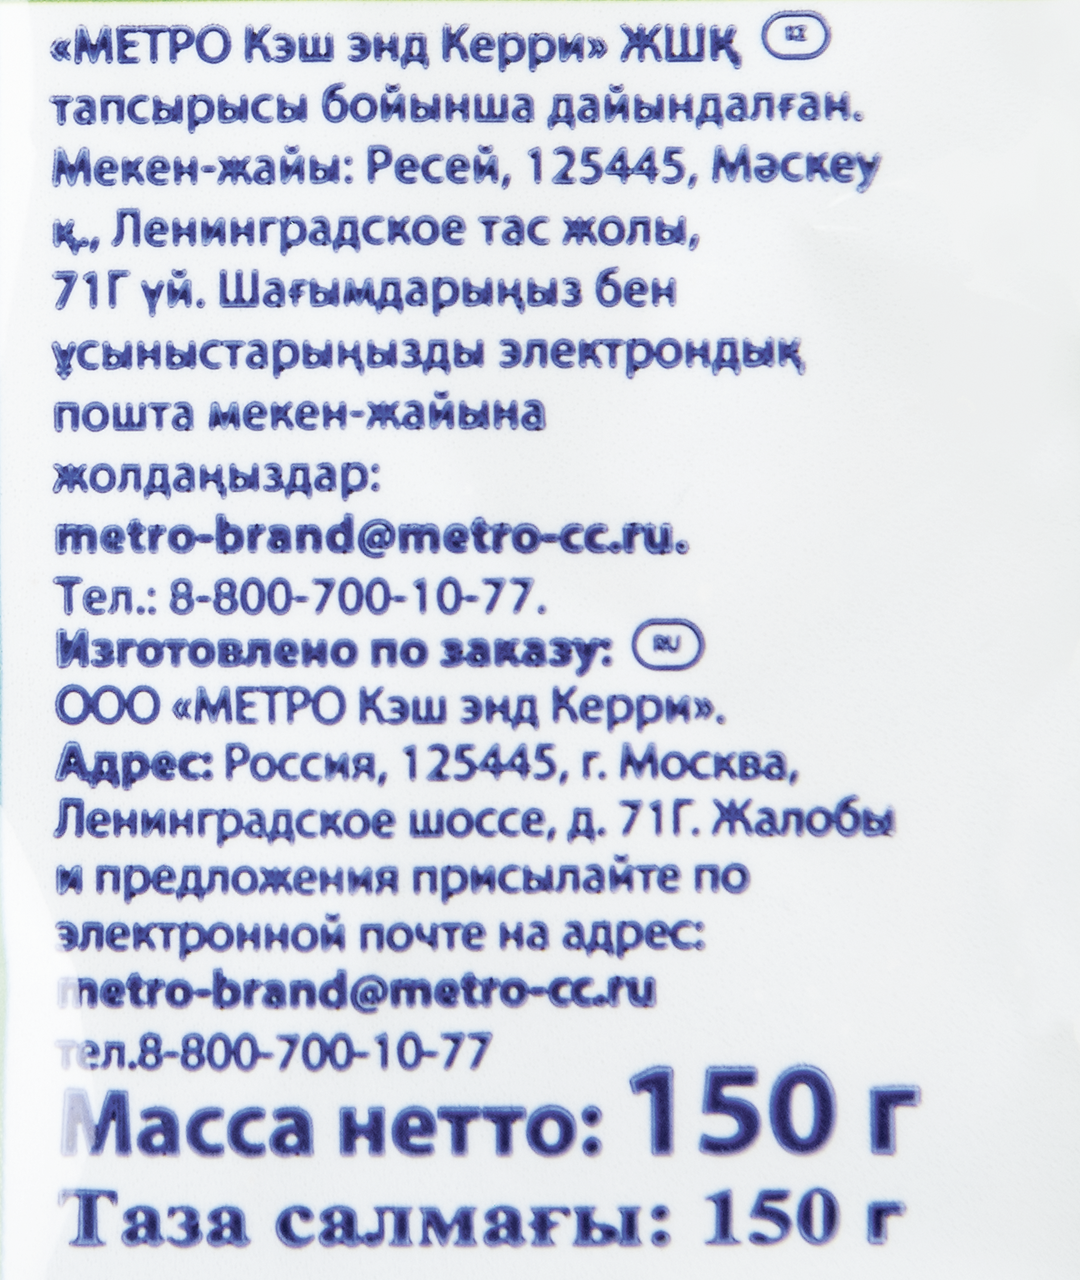 «МЕТРО Кэш энд Керри» ЖШҚ KZ
тапсырысы бойынша дайындалған.
Мекен-жайы: Ресей, 125445, Мәскеу
қ., Ленинградское тас жолы,
71Г үй. Шағымдарыңыз бен
ұсыныстарыңызды электрондық
пошта мекен-жайына
жолдаңыздар:
metro-brand@metro-cc.ru.
Тел.: 8-800-700-10-77.
Изготовлено по заказу: RU
ООО «МЕТРО Кэш энд Керри».
Адрес: Россия, 125445, г. Москва,
Ленинградское шоссе, д. 71Г. Жалобы
и предложения присылайте по
электронной почте на адрес:
metro-brand@metro-cc.ru
тел.8-800-700-10-77
Масса нетто: 150 г
Таза салмағы: 150 г